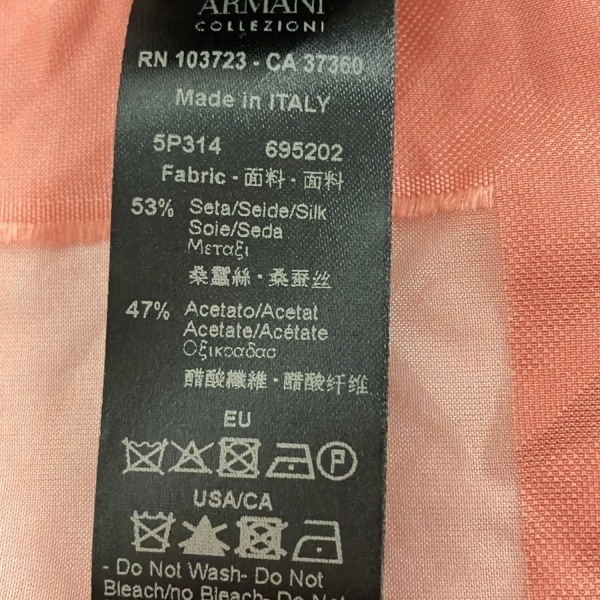 ARMANI
COLLEZIONI
RN 103723 - CA 37360
Made in ITALY
5P314 695202
Fabric - 面料 - 面料
53% Seta/Seide/Silk
Soie/Seda
Μεταξι
桑蠶絲 · 桑蚕丝
47% Acetato/Acetat
Acetate/Acétate
Οξικοαδασ
醋酸纖維 · 醋酸纤维
EU
P
USA/CA
- Do Not Wash- Do Not
Bleach/no Bleach- Do Not